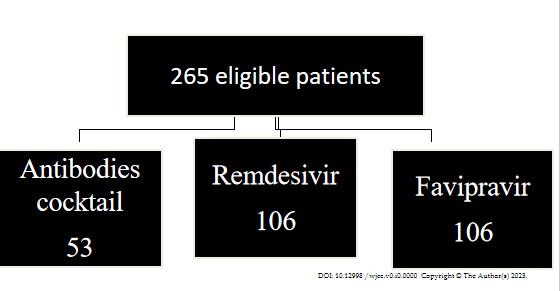 265 eligible patients
Antibodies
cocktail
53
Remdesivir
106
Favipravir
106
DOI: 10.12998 / wjcc.v0.i0.0000 Copyright © The Author(s) 2023.